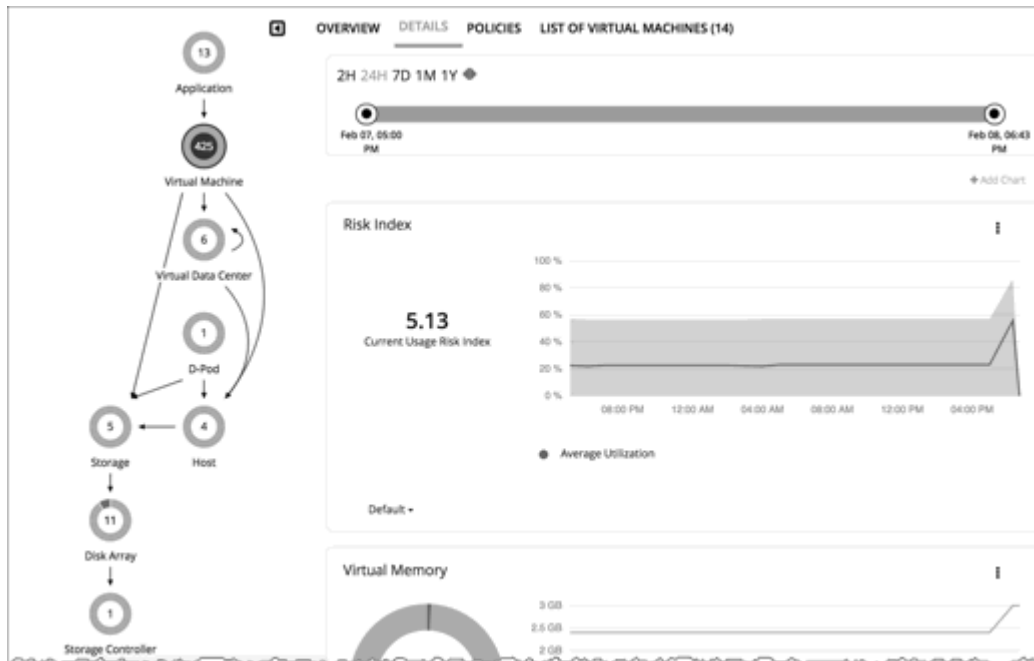 13
Application
425
Virtual Machine
6
Virtual Data Center
1
D-Pod
5
4
Storage
Host
11
Disk Array
1
Storage Controller
OVERVIEW DETAILS POLICIES LIST OF VIRTUAL MACHINES (14)
2H 24H 7D 1M 1Y
Feb 07, 05:00
PM
Feb 08, 06:43
PM
Add Chart
Risk Index
5.13
Current Usage Risk Index
100 %
80 %
60 %
40 %
20 %
0 %
08:00 PM 12:00 AM 04:00 AM 08:00 AM 12:00 PM 04:00 PM
Average Utilization
Default
Virtual Memory
3 GB
2.5 GB
2 GB